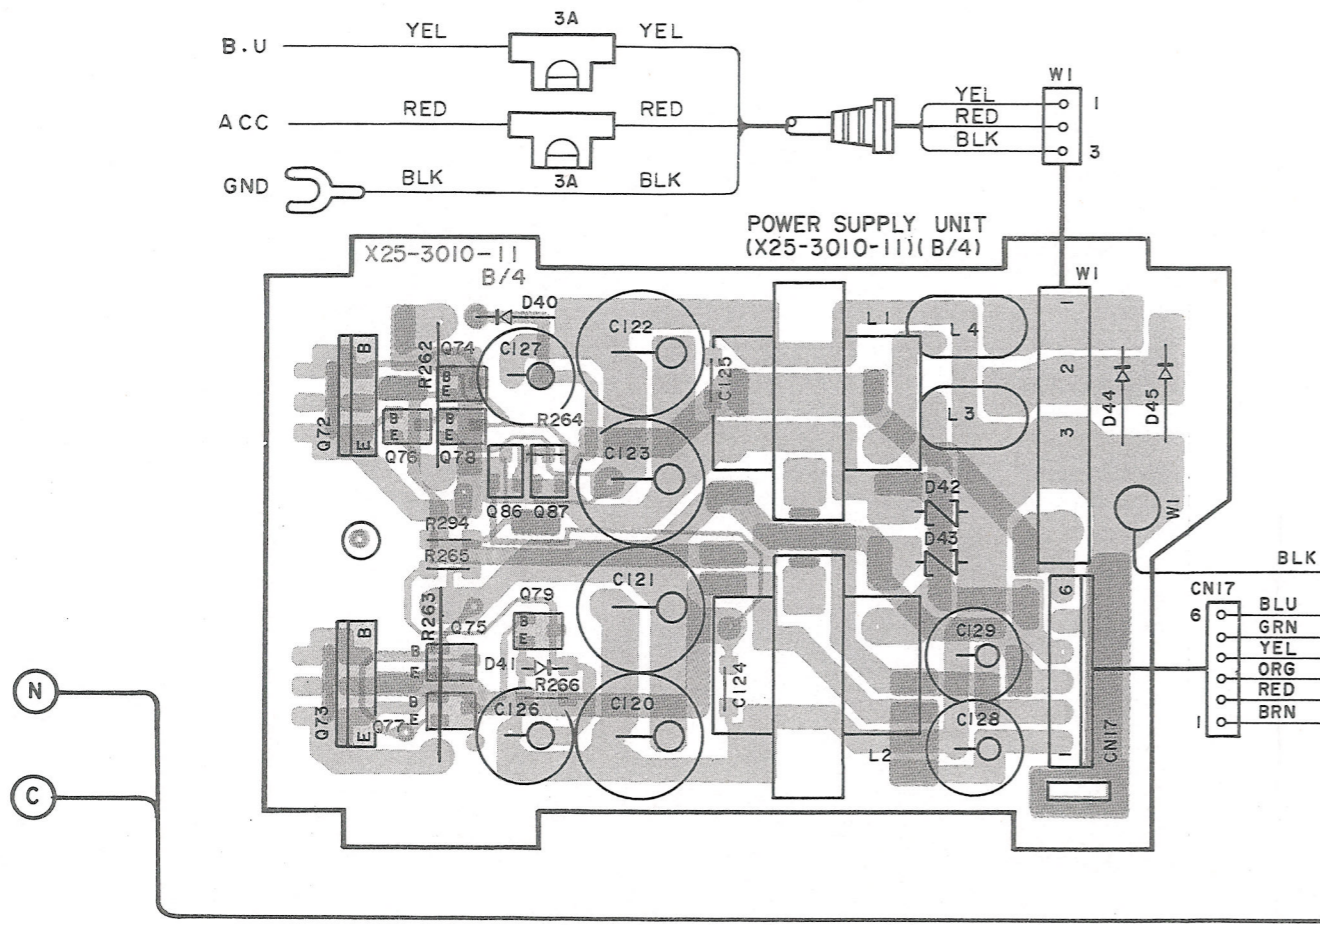 3A
B.U YEL YEL
ACC RED RED
3A
GND BLK BLK
W1
YEL 1
RED
BLK 3
POWER SUPPLY UNIT
(X25-3010-11)(B/4)
X25-3010-11
B/4
W1
D40
C127
C122
L1
L4
1
2
3
Q72
B
E
R262
Q74
B
E
Q76
B
E
Q78
B
E
R264
C125
L3
D44
D45
C123
Q86
Q87
D42
D43
W1
R294
R265
BLK
C121
Q79
B
E
R263
Q75
B
E
D41
R266
Q73
B
E
Q77
B
E
C126
C120
C124
C129
C128
L2
6
1
CN17
CN17
6 BLU
GRN
YEL
ORG
RED
1 BRN
N
C